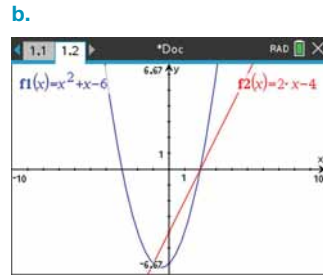 b.
1.1 1.2 *Doc RAD
6.67 y
f1(x)=x²+x−6 f2(x)=2·x−4
1
x
-10 1 10
-6.67